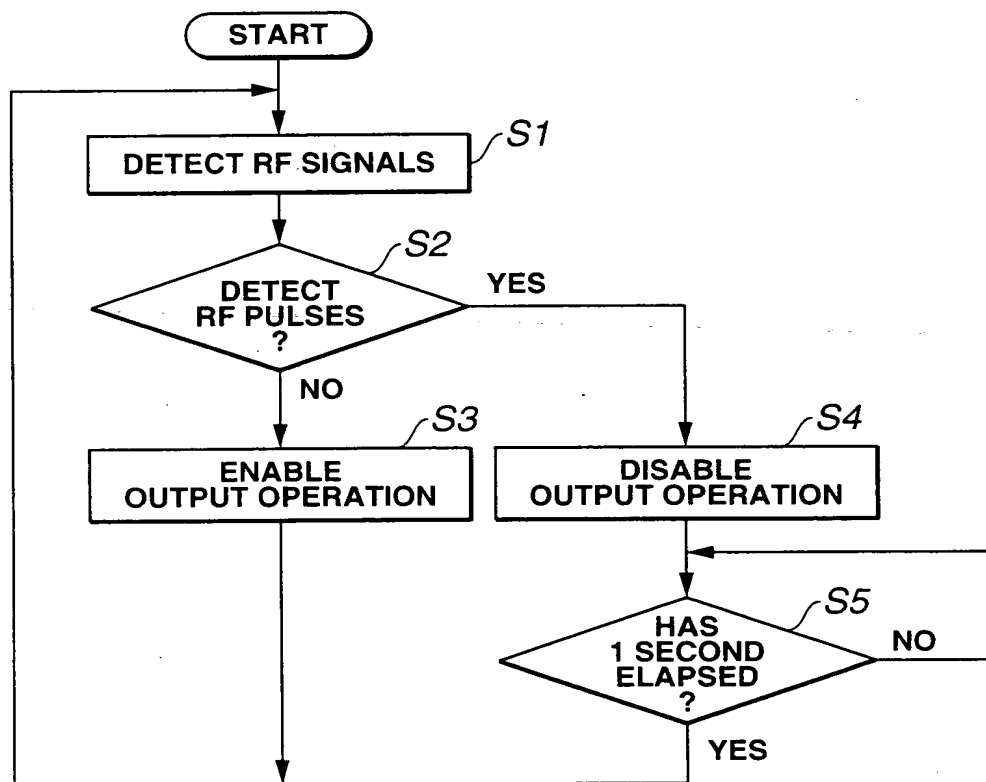 START
DETECT RF SIGNALS
S1
DETECT
RF PULSES
?
S2
YES
NO
ENABLE
OUTPUT OPERATION
S3
DISABLE
OUTPUT OPERATION
S4
HAS
1 SECOND
ELAPSED
?
S5
NO
YES